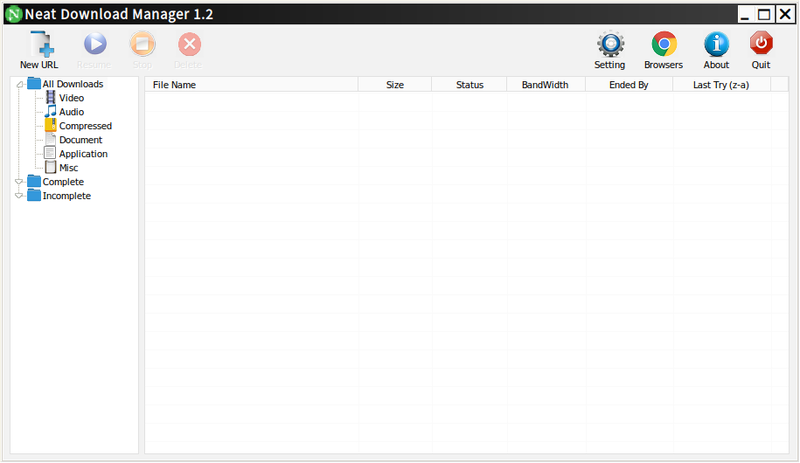 Neat Download Manager 1.2
New URL Resume Stop Delete Setting Browsers About Quit
File Name Size Status BandWidth Ended By Last Try (z-a)
All Downloads
Video
Audio
Compressed
Document
Application
Misc
Complete
Incomplete